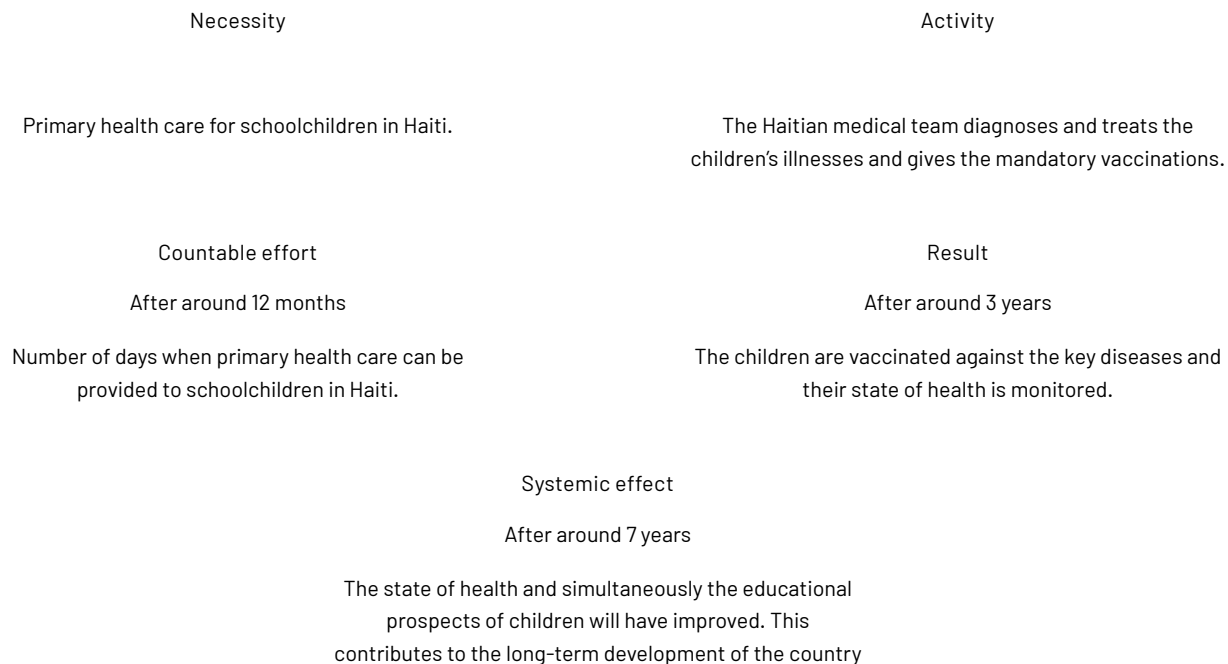 Necessity
Primary health care for schoolchildren in Haiti.
Activity
The Haitian medical team diagnoses and treats the
children's illnesses and gives the mandatory vaccinations.
Countable effort
After around 12 months
Number of days when primary health care can be
provided to schoolchildren in Haiti.
Result
After around 3 years
The children are vaccinated against the key diseases and
their state of health is monitored.
Systemic effect
After around 7 years
The state of health and simultaneously the educational
prospects of children will have improved. This
contributes to the long-term development of the country